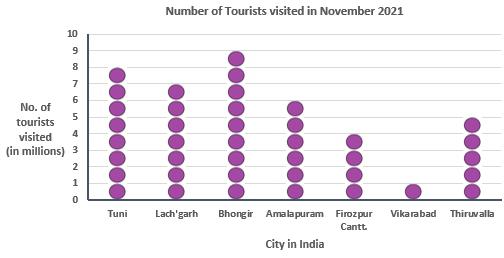 Number of Tourists visited in November 2021
10
9
8
7
6
5
4
3
2
1
0
No. of
tourists
visited
(in millions)
Tuni Lach'garh Bhongir Amalapuram Firozpur Vikarabad Thiruvalla
Cantt.
City in India